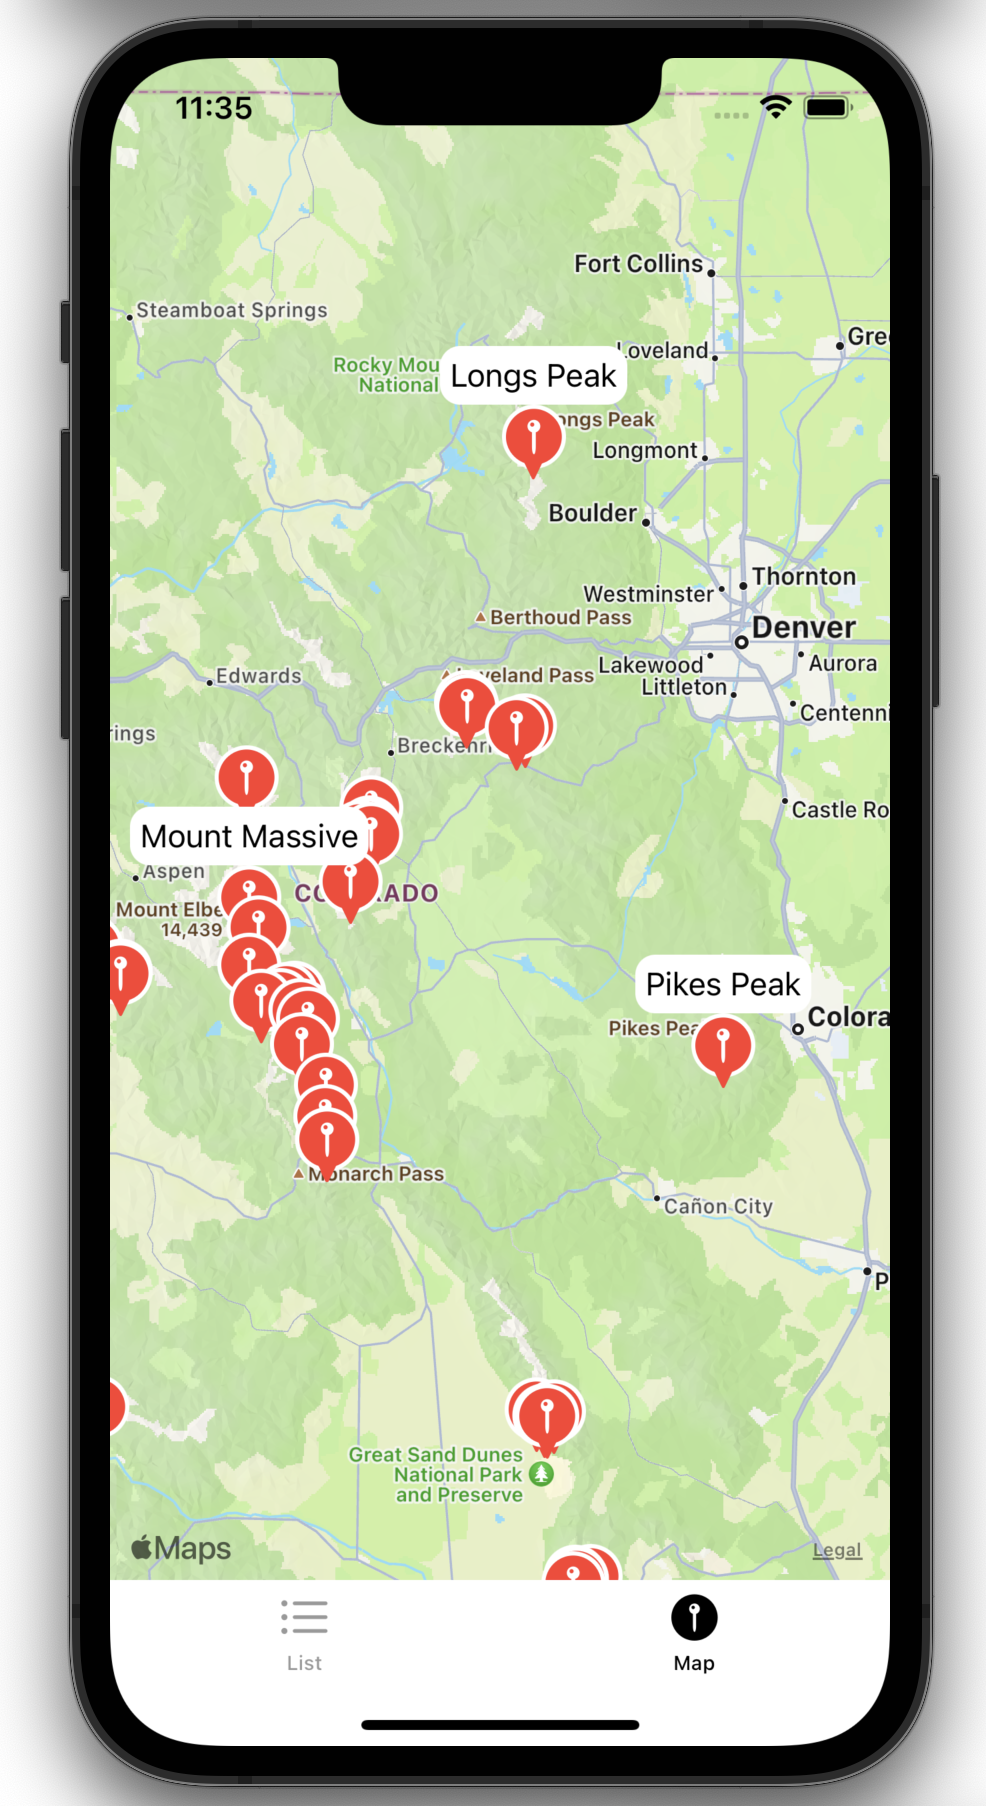 11:35
Fort Collins
Steamboat Springs
Gre
Loveland
Rocky Mou
National
Longs Peak
ongs Peak
Longmont
Boulder
Thornton
Westminster
Berthoud Pass
Denver
Lakewood
Aurora
Edwards
veland Pass
Littleton
Centenni
rings
Breckenri
Castle Ro
Mount Massive
Aspen
CO
ADO
Mount Elbe
14,439
Pikes Peak
Colora
Pikes Pea
Monarch Pass
Cañon City
P
Great Sand Dunes
National Park
and Preserve
Maps
Legal
List
Map